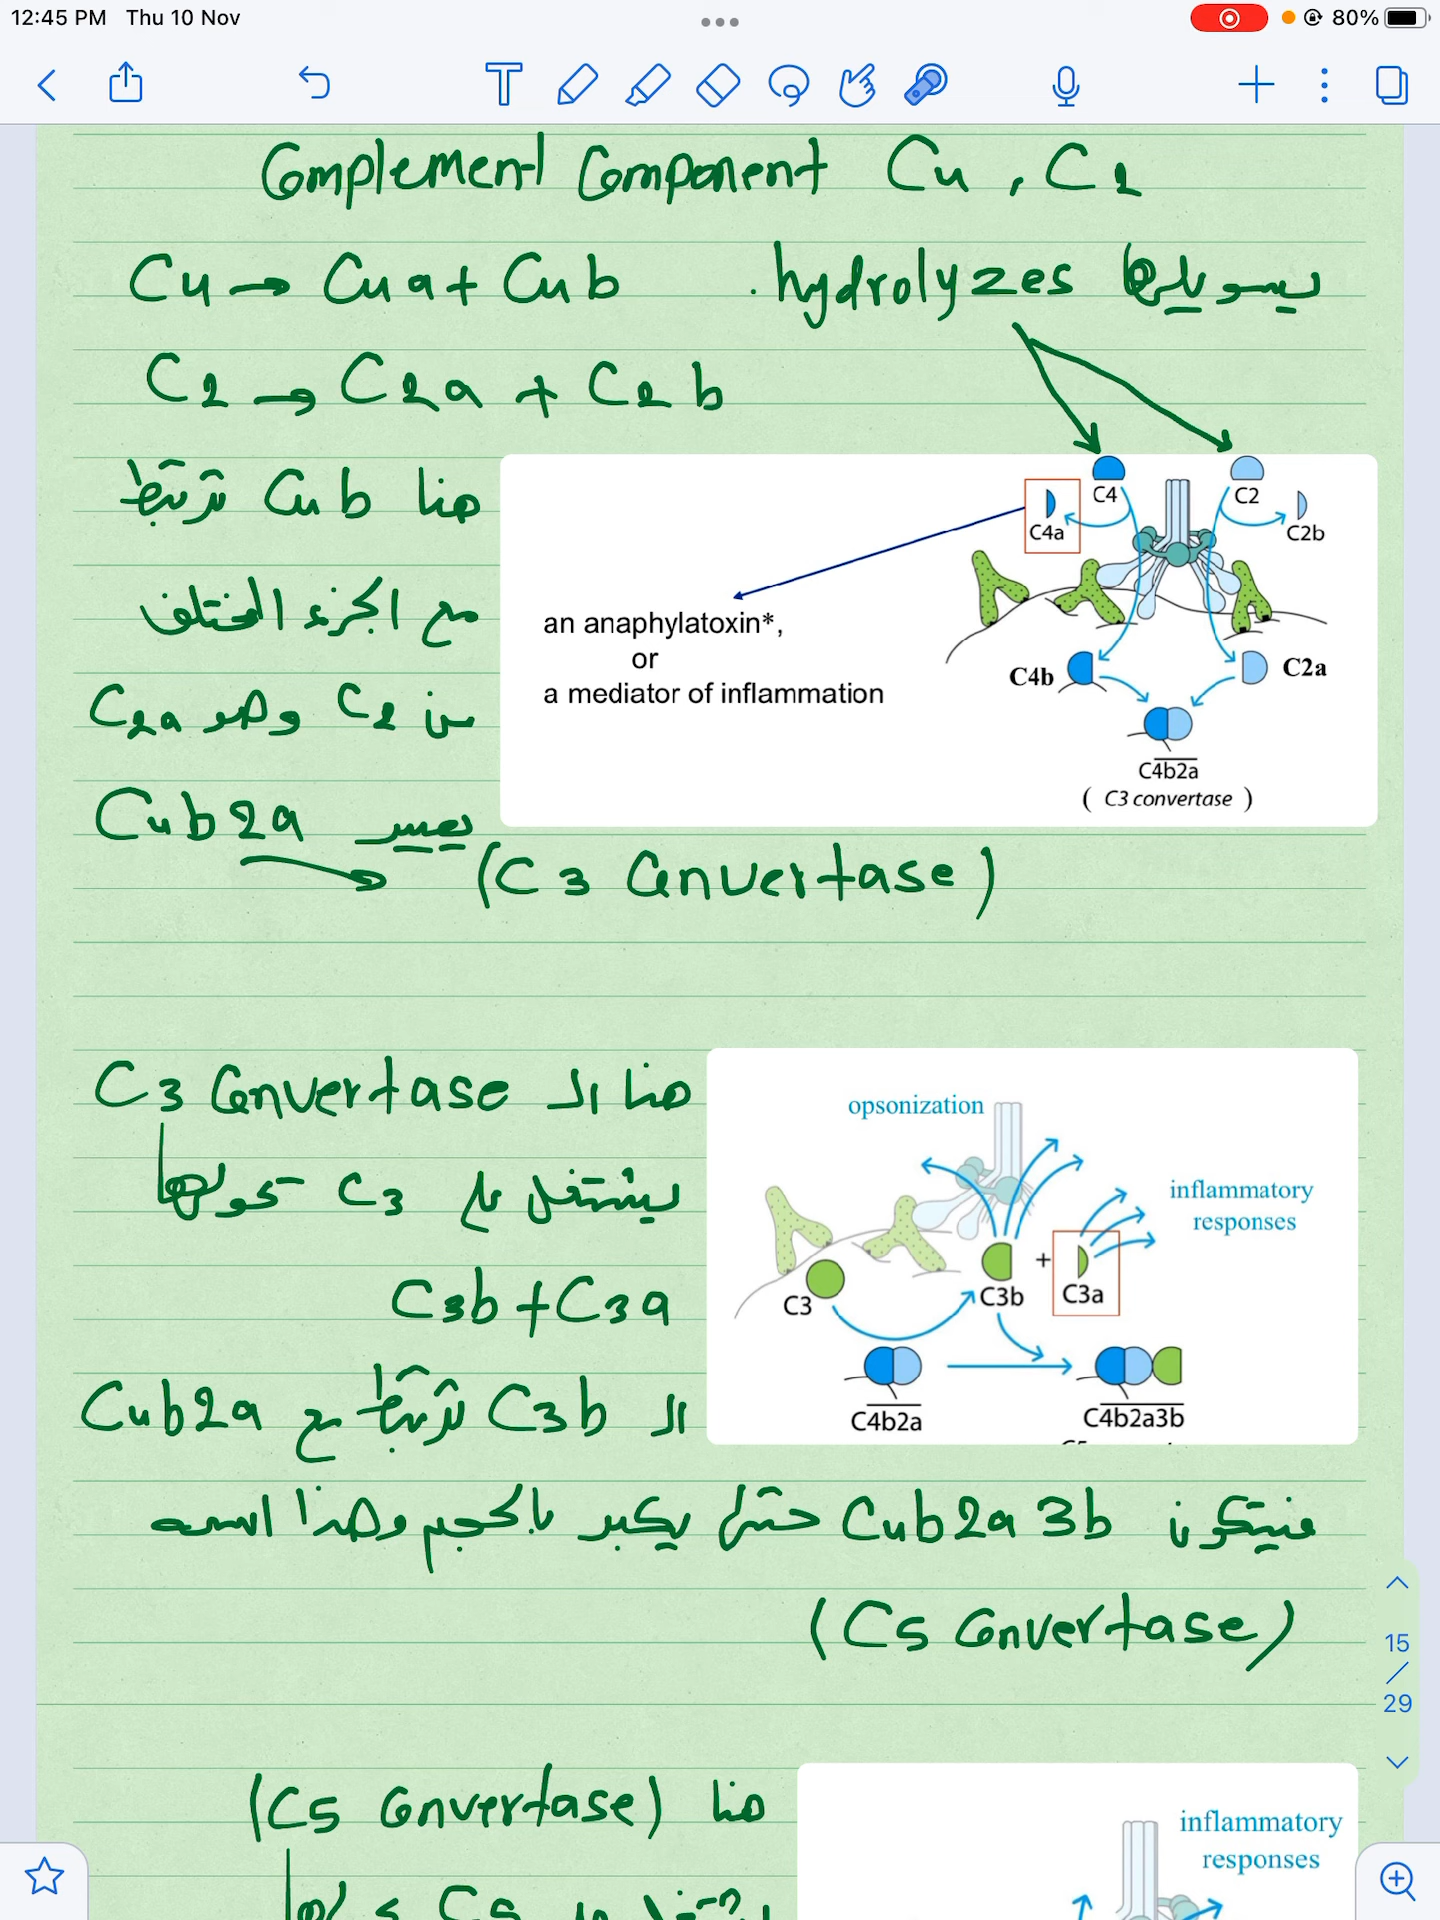 12:45 PM Thu 10 Nov
80%
Complement Component C4, C2
C4 → C4a + C4b
hydrolyzes يسويلها
C2 → C2a + C2b
هنا C4b ترتبط
مع الجزء المختلف
من C2 وهو C2a
يصير C4b2a
(C3 Convertase)
C4
C2
C4a
C2b
an anaphylatoxin*,
or
a mediator of inflammation
C4b
C2a
C4b2a
( C3 convertase )
هنا الـ C3 Convertase
يشتغل على C3 تحولها
C3b + C3a
الـ C3b ترتبط مع C4b2a
فيتكون C4b2a3b حتى يكبر بالحجم وهذا اسمه
(C5 Convertase)
opsonization
inflammatory
responses
C3
C3b
+
C3a
C4b2a
C4b2a3b
15
/
29
هنا (C5 Convertase)
inflammatory
responses
C5